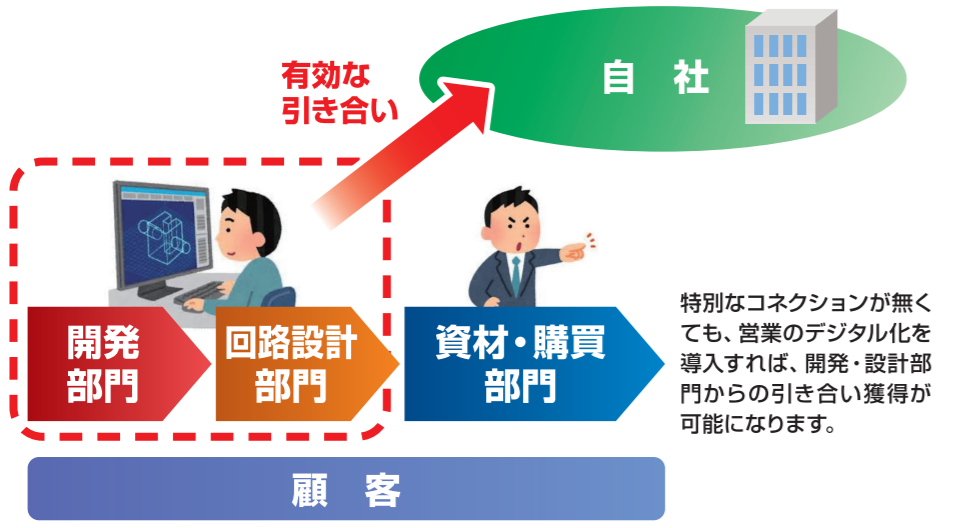 有効な
引き合い
自 社
開発
部門
回路設計
部門
資材・購買
部門
特別なコネクションが無く
ても、営業のデジタル化を
導入すれば、開発・設計部
門からの引き合い獲得が
可能になります。
顧 客